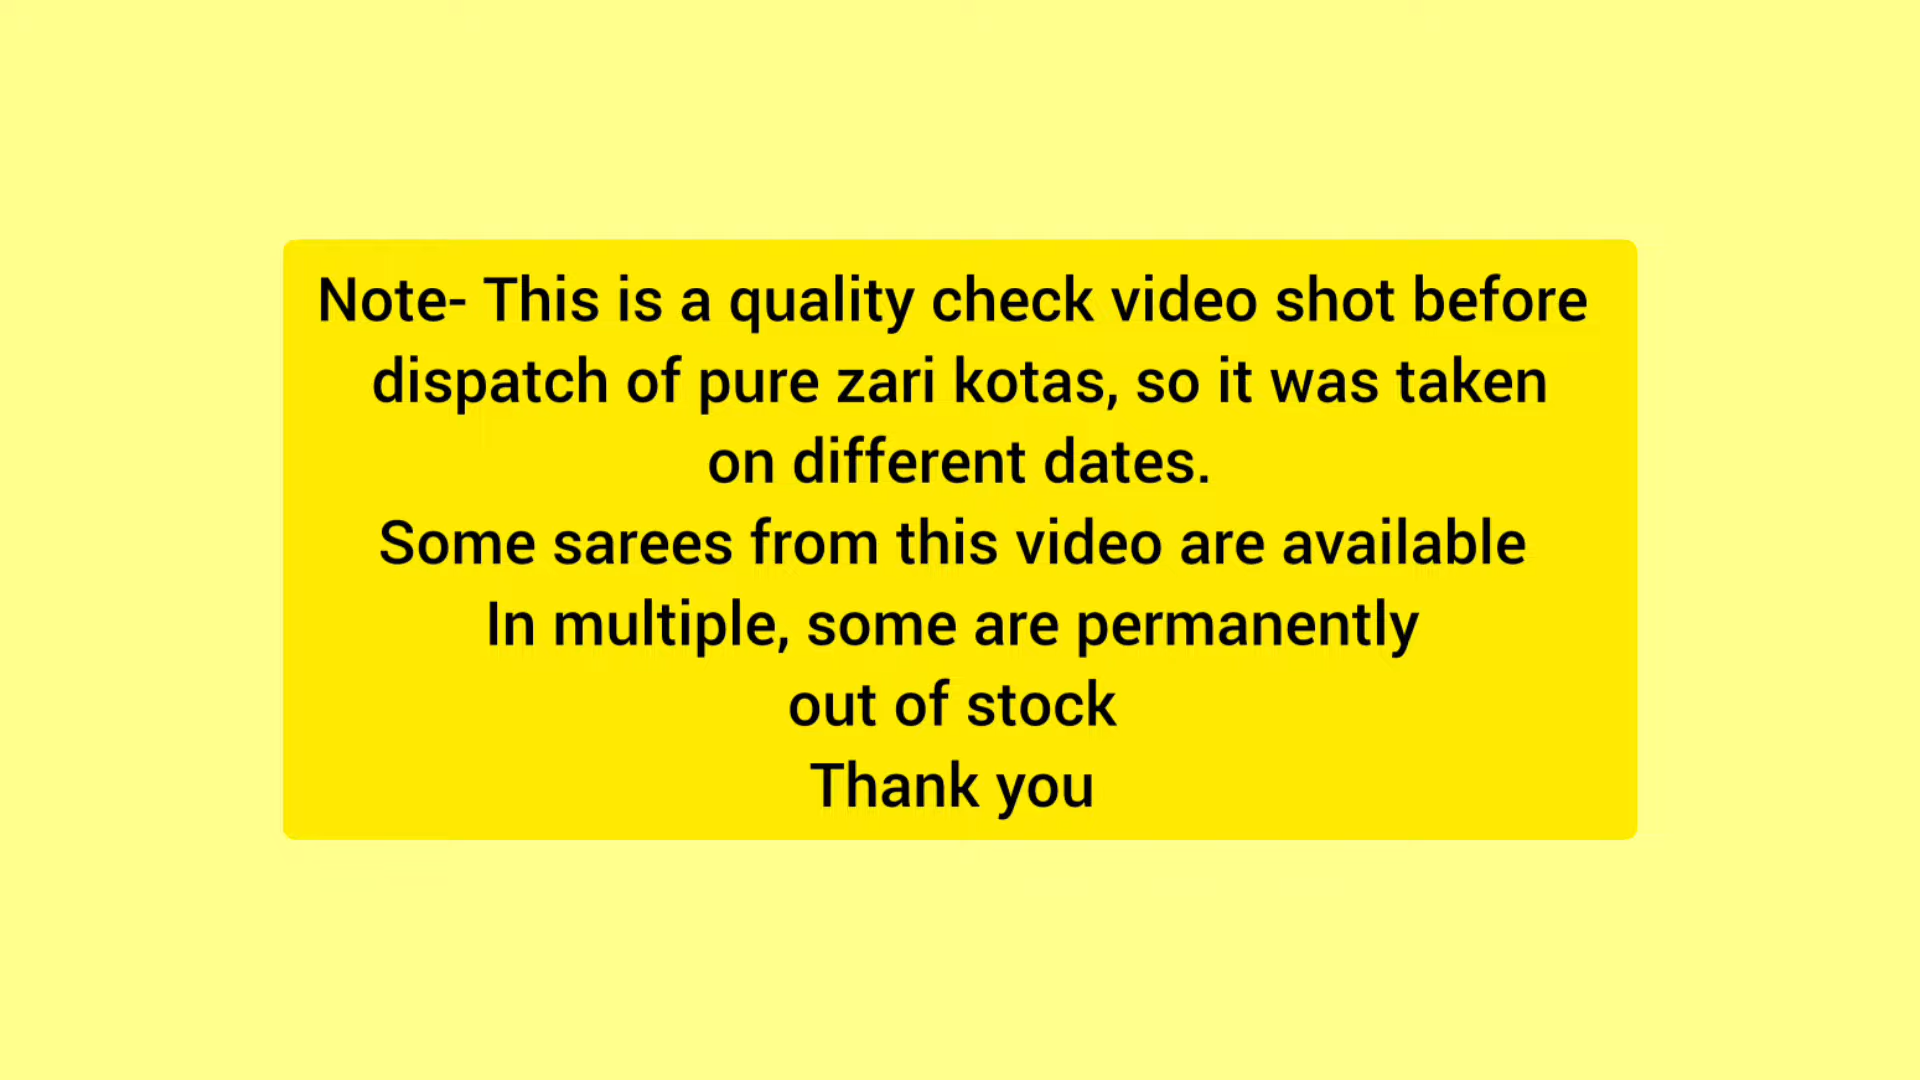 Note- This is a quality check video shot before
dispatch of pure zari kotas, so it was taken
on different dates.
Some sarees from this video are available
In multiple, some are permanently
out of stock
Thank you